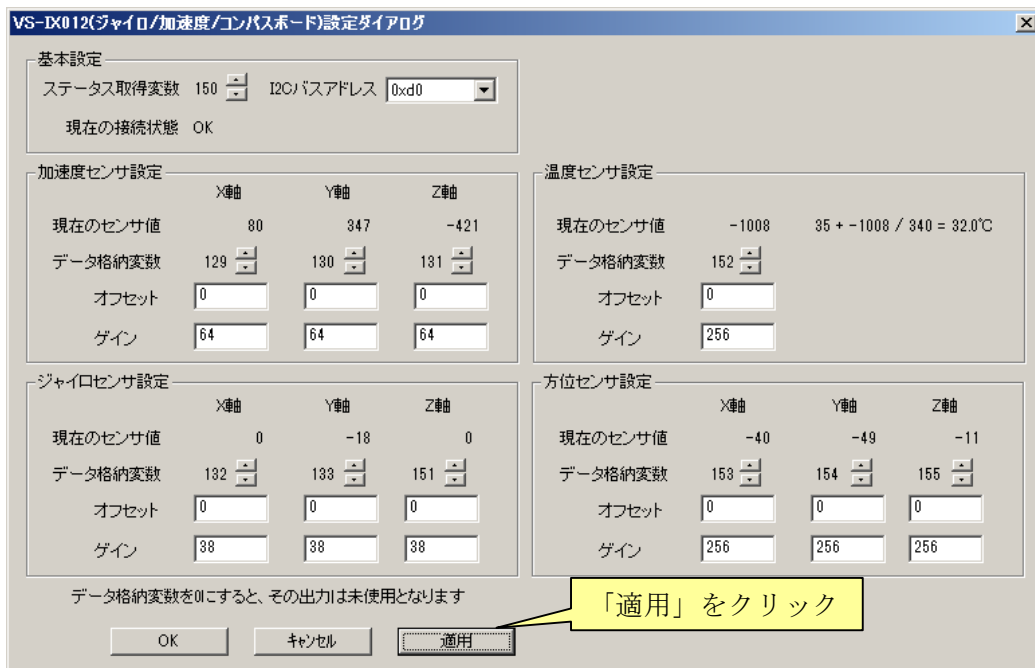 VS-IX012(ジャイロ/加速度/コンパスボード)設定ダイアログ
基本設定
ステータス取得変数 150 I2Cバスアドレス 0xd0
現在の接続状態 OK
加速度センサ設定
X軸 Y軸 Z軸
現在のセンサ値 80 347 -421
データ格納変数 129 130 131
オフセット 0 0 0
ゲイン 64 64 64
温度センサ設定
現在のセンサ値 -1008 35 + -1008 / 340 = 32.0℃
データ格納変数 152
オフセット 0
ゲイン 256
ジャイロセンサ設定
X軸 Y軸 Z軸
現在のセンサ値 0 -18 0
データ格納変数 132 133 151
オフセット 0 0 0
ゲイン 38 38 38
方位センサ設定
X軸 Y軸 Z軸
現在のセンサ値 -40 -49 -11
データ格納変数 153 154 155
オフセット 0 0 0
ゲイン 256 256 256
データ格納変数を0にすると、その出力は未使用となります
「適用」をクリック
OK キャンセル 適用